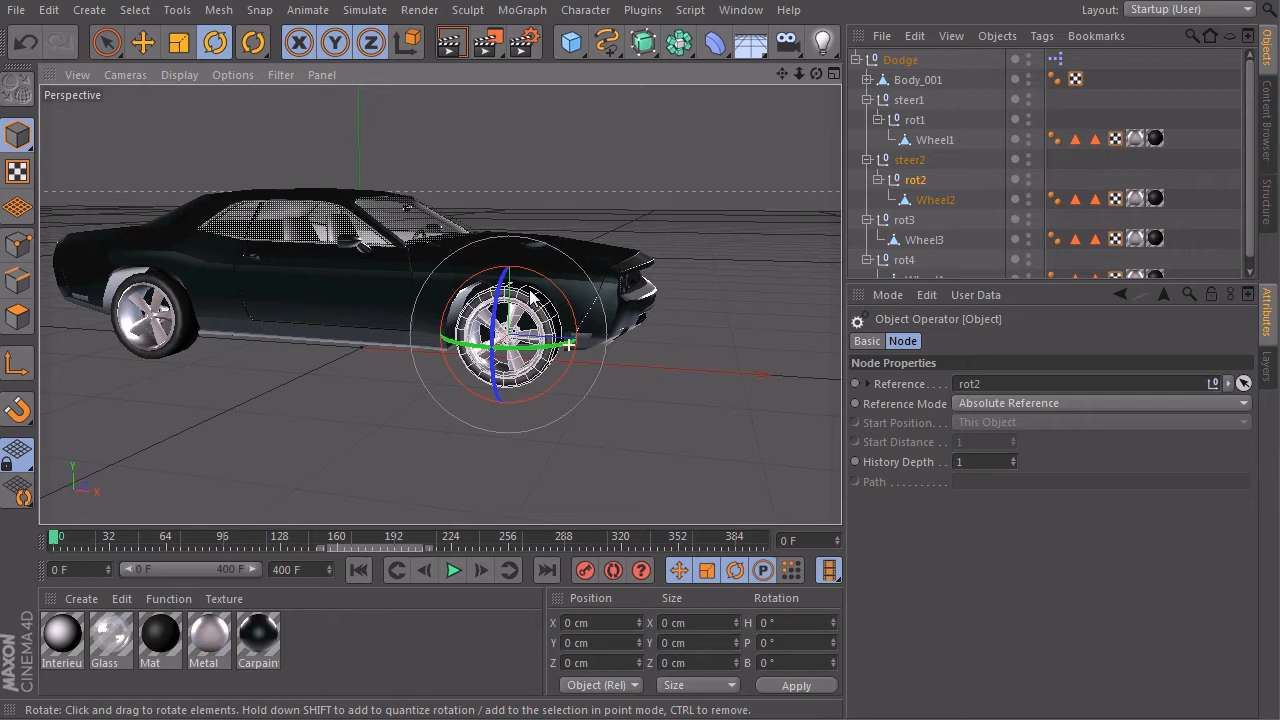 File Edit Create Select Tools Mesh Snap Animate Simulate Render Sculpt MoGraph Character Plugins Script Window Help
Layout: Startup (User)
X Y Z
File Edit View Objects Tags Bookmarks
View Cameras Display Options Filter Panel
Perspective
Dodge
Body_001
steer1
rot1
Wheel1
steer2
rot2
Wheel2
rot3
Wheel3
rot4
Objects
Content Browser
Structure
Mode Edit User Data
Object Operator [Object]
Basic Node
Node Properties
Reference. . . . rot2
Reference Mode Absolute Reference
Start Position. . This Object
Start Distance . 1
History Depth . . 1
Path . . . . . . . . . .
Attributes
Layers
Y
Z X
0 32 64 96 128 160 192 224 256 288 320 352 384
0 F
0 F 0 F 400 F 400 F
P
Create Edit Function Texture
Position Size Rotation
X 0 cm X 0 cm H 0 °
Y 0 cm Y 0 cm P 0 °
Z 0 cm Z 0 cm B 0 °
Object (Rel) Size Apply
Interieu Glass Mat Metal Carpain
MAXON
CINEMA 4D
Rotate: Click and drag to rotate elements. Hold down SHIFT to add to quantize rotation / add to the selection in point mode, CTRL to remove.